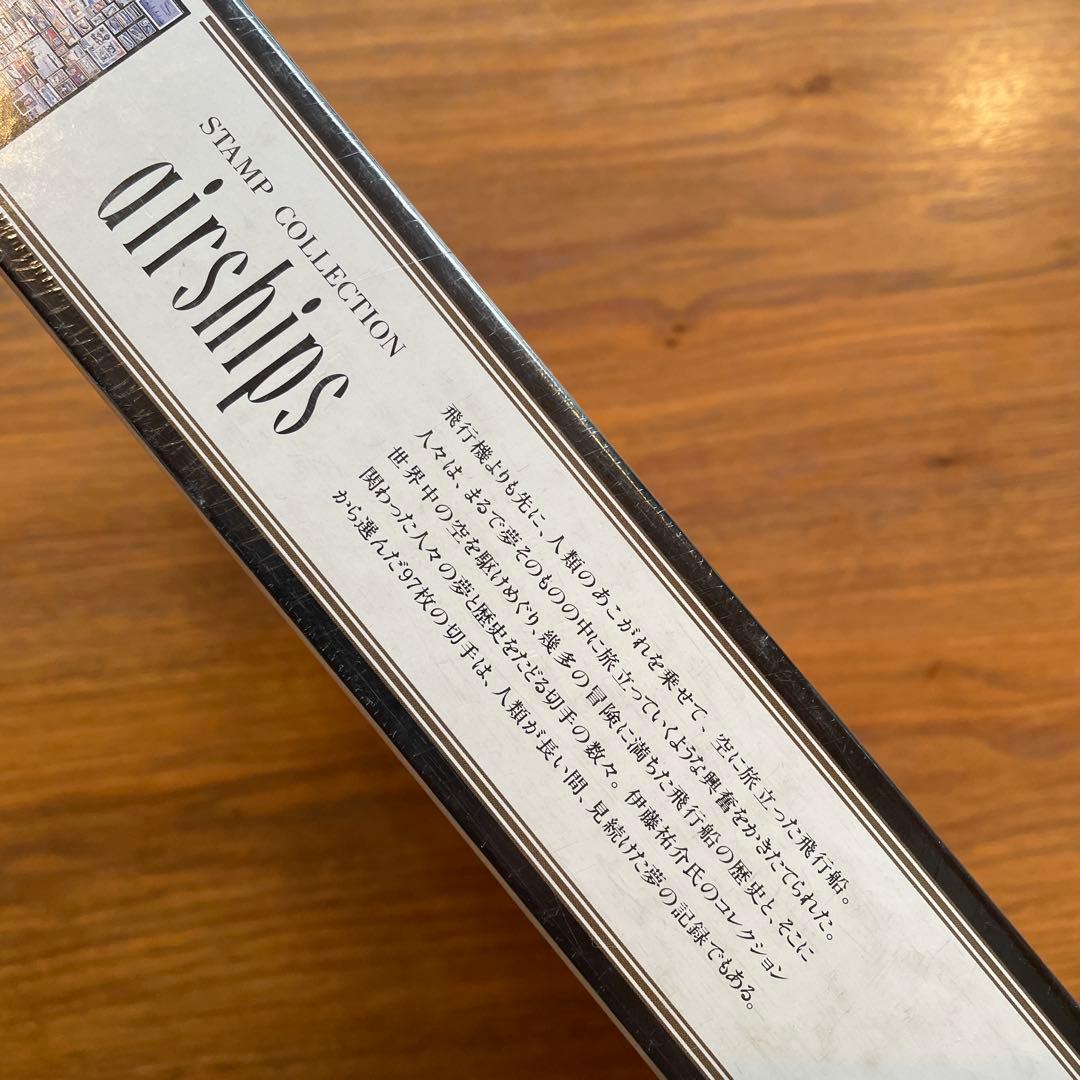 STAMP COLLECTION
airships
飛行機よりも先に、人類のあこがれを乗せて、空に旅立った飛行船。
人々は、まるで夢そのものの中に旅立っていくような興奮をかきたてられた。
世界中の空を駆けめぐり、幾多の冒険に満ちた飛行船の歴史と、そこに
関わった人々の夢と歴史をたどる切手の数々。伊藤祐介氏のコレクション
から選んだ97枚の切手は、人類が長い間、見続けた夢の記録でもある。